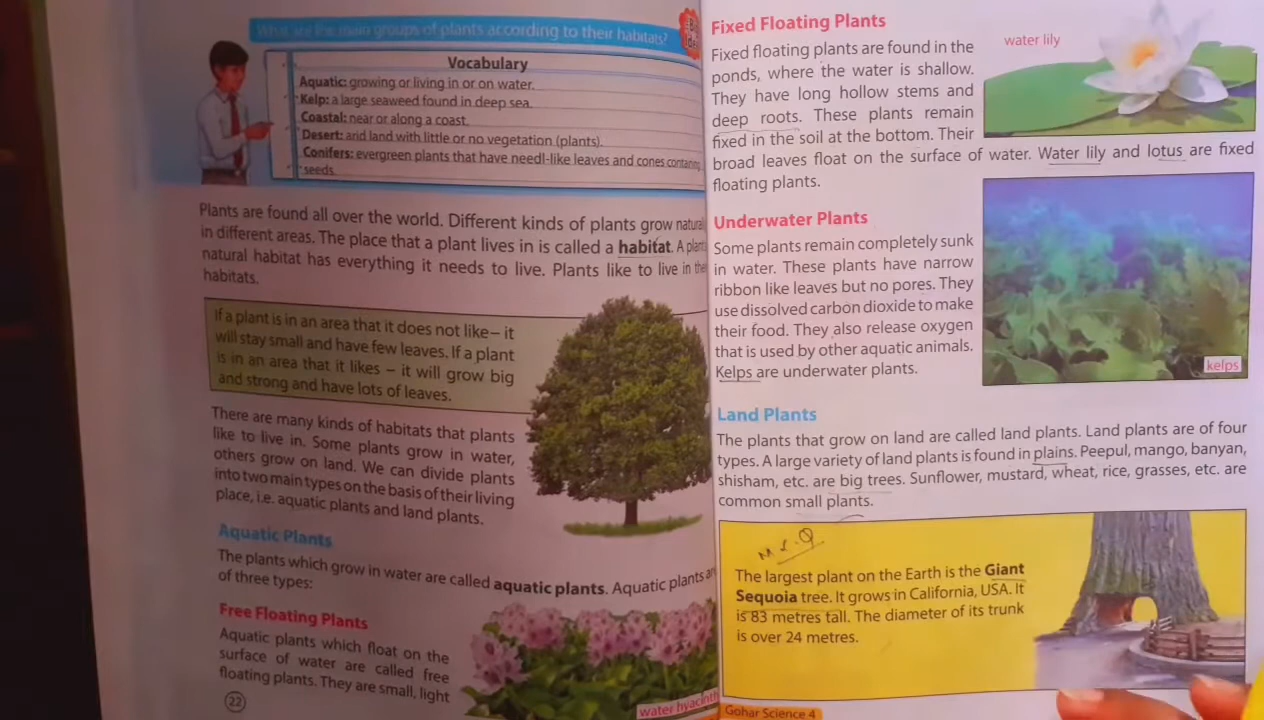 What are the main groups of plants according to their habitats?
Vocabulary
Aquatic: growing or living in or on water.
Kelp: a large seaweed found in deep sea.
Coastal: near or along a coast.
Desert: arid land with little or no vegetation (plants).
Conifers: evergreen plants that have needl-like leaves and cones containing
seeds.
Plants are found all over the world. Different kinds of plants grow
in different areas. The place that a plant lives in is called a habitat. A
natural habitat has everything it needs to live. Plants like to live in
habitats.
If a plant is in an area that it does not like – it
will stay small and have few leaves. If a plant
is in an area that it likes – it will grow big
and strong and have lots of leaves.
There are many kinds of habitats that plants
like to live in. Some plants grow in water,
others grow on land. We can divide plants
into two main types on the basis of their living
place, i.e. aquatic plants and land plants.
Aquatic Plants
The plants which grow in water are called aquatic plants. Aquatic plants
of three types:
Free Floating Plants
Aquatic plants which float on the
surface of water are called free
floating plants. They are small, light
water hyacinth
22
Fixed Floating Plants
Fixed floating plants are found in the
ponds, where the water is shallow.
They have long hollow stems and
deep roots. These plants remain
fixed in the soil at the bottom. Their
broad leaves float on the surface of water. Water lily and lotus are fixed
floating plants.
water lily
Underwater Plants
Some plants remain completely sunk
in water. These plants have narrow
ribbon like leaves but no pores. They
use dissolved carbon dioxide to make
their food. They also release oxygen
that is used by other aquatic animals.
Kelps are underwater plants.
kelps
Land Plants
The plants that grow on land are called land plants. Land plants are of four
types. A large variety of land plants is found in plains. Peepul, mango, banyan,
shisham, etc. are big trees. Sunflower, mustard, wheat, rice, grasses, etc. are
common small plants.
The largest plant on the Earth is the Giant
Sequoia tree. It grows in California, USA. It
is 83 metres tall. The diameter of its trunk
is over 24 metres.
Gohar Science 4